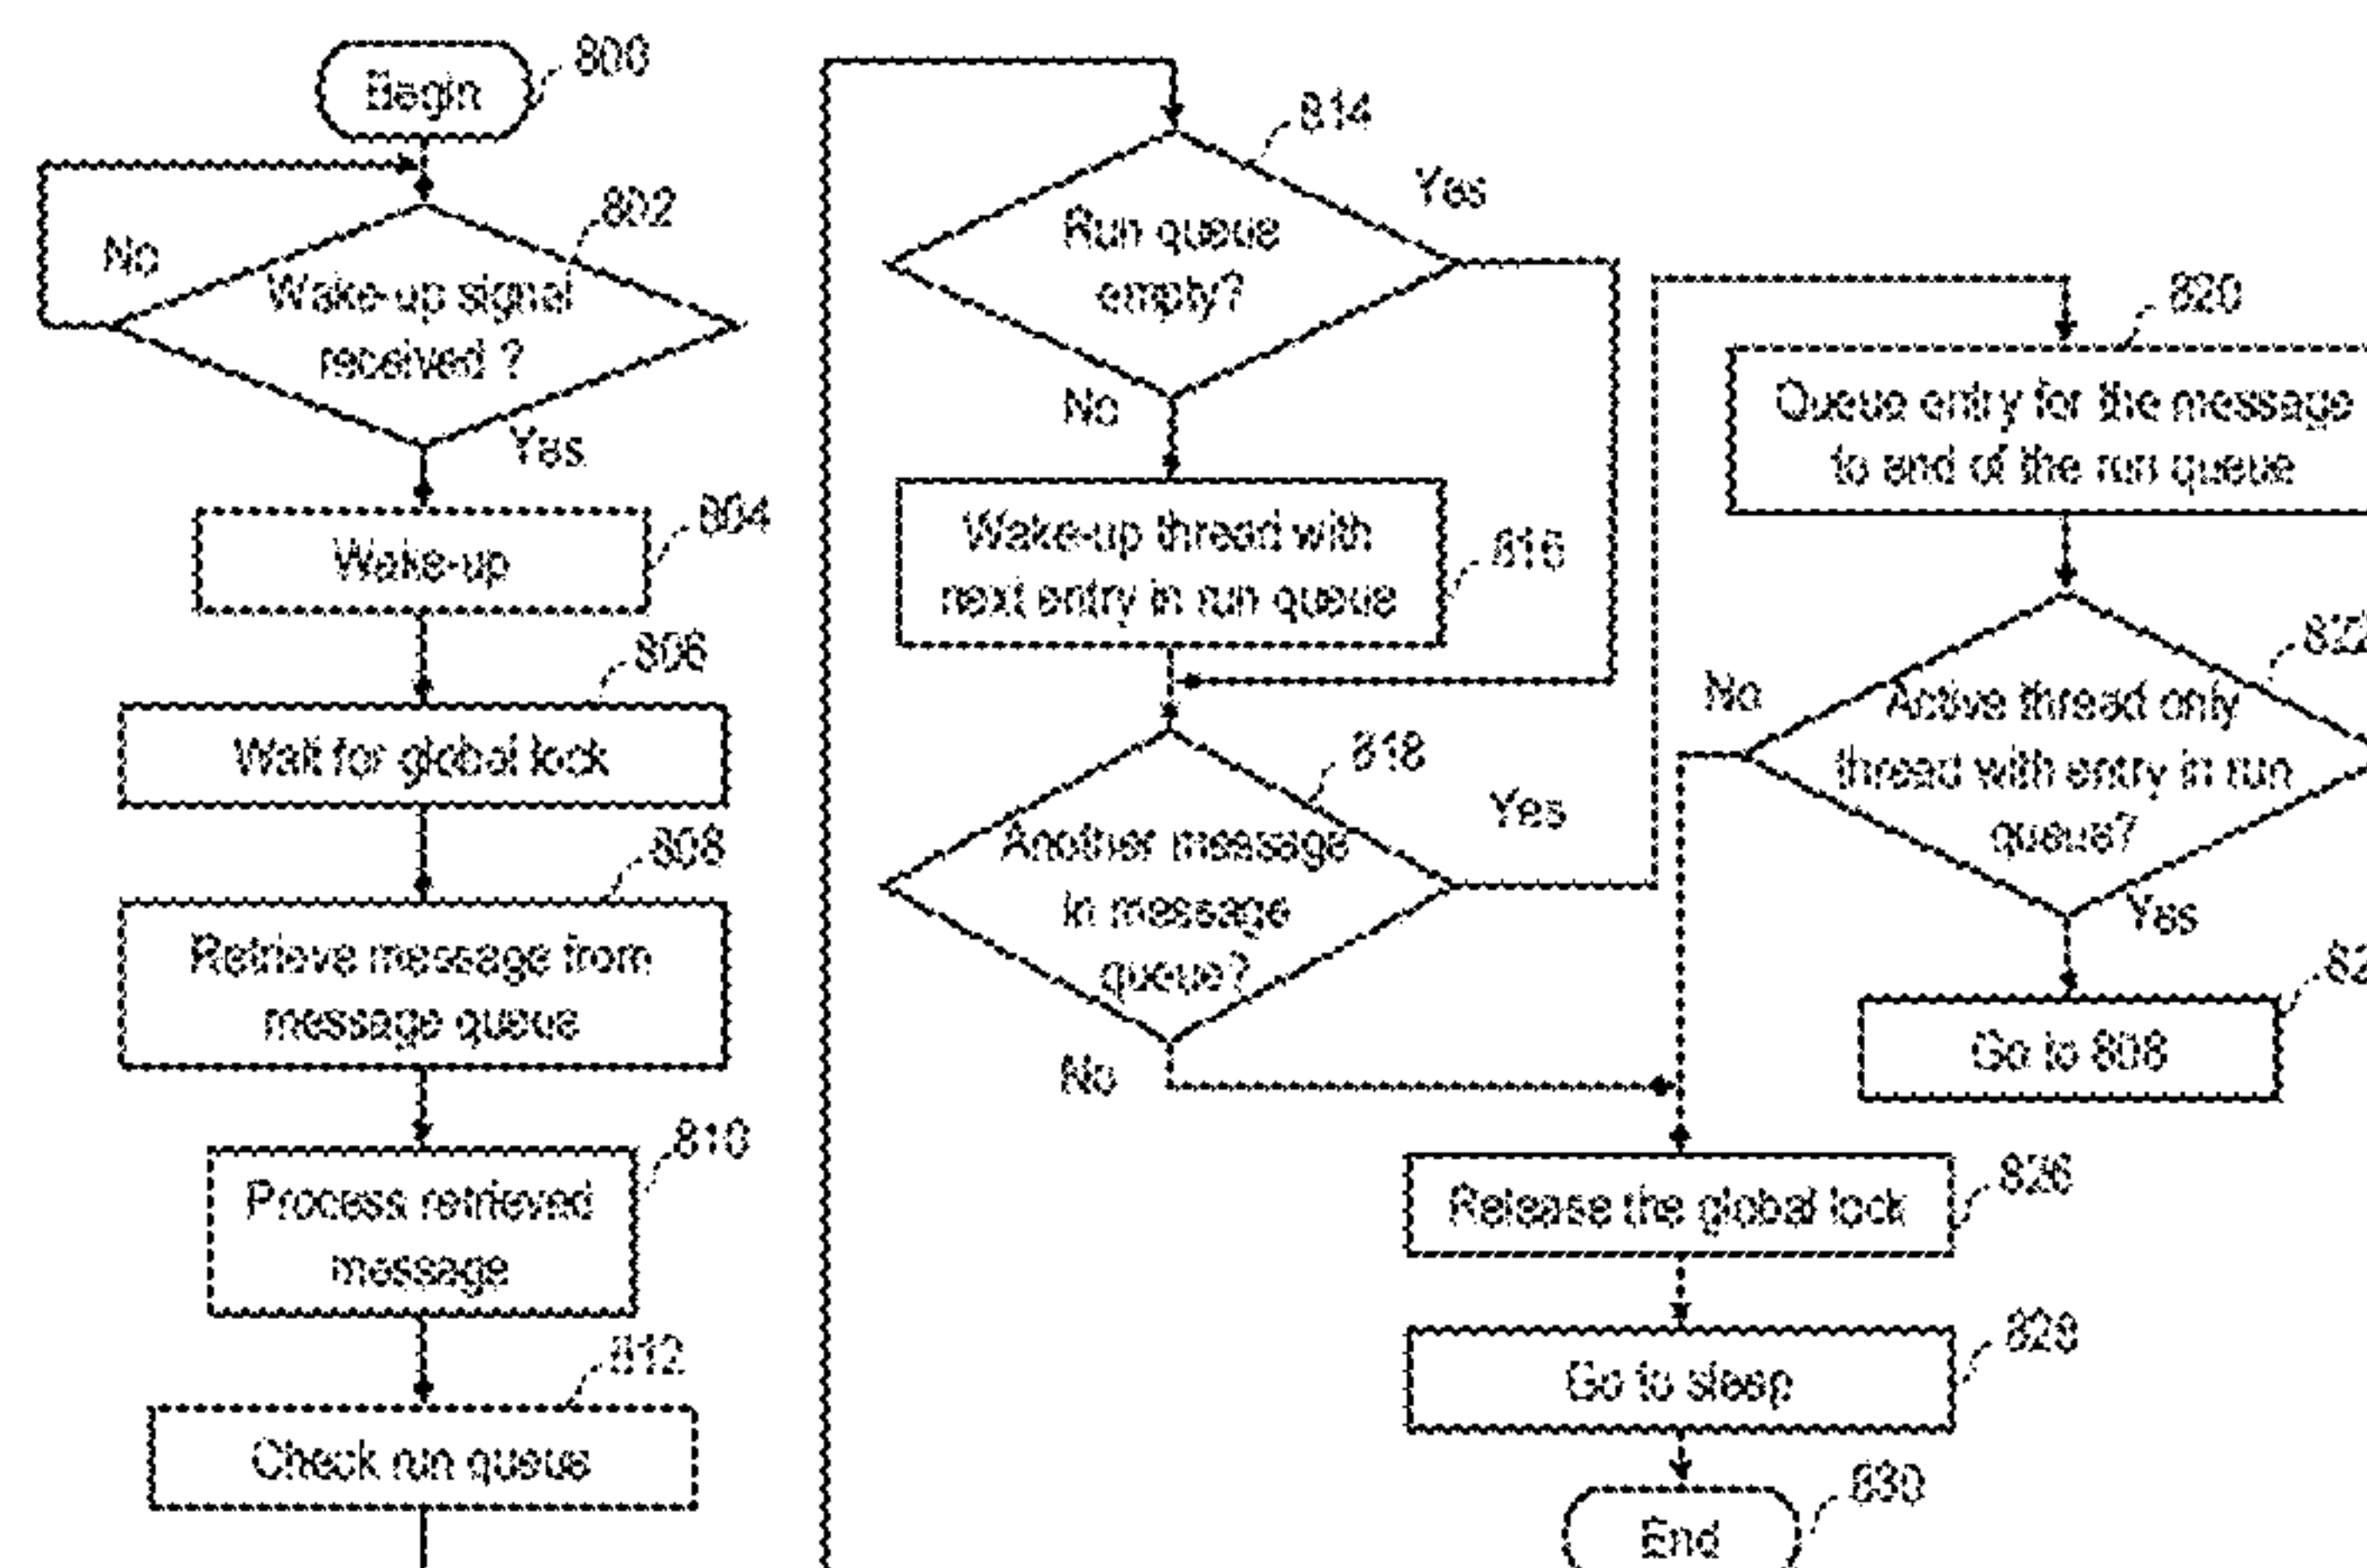 Begin
800
802
No
Wake-up signal
received ?
Yes
804
Wake-up
806
Wait for global lock
808
Retrieve message from
message queue
810
Process retrieved
message
812
Check run queue
814
Yes
Run queue
empty?
No
Wake-up thread with
next entry in run queue
816
818
Yes
Another message
in message
queue?
No
820
Queue entry for the message
to end of the run queue
822
No
Active thread only
thread with entry in run
queue?
Yes
Go to 808
826
Release the global lock
828
Go to sleep
830
End